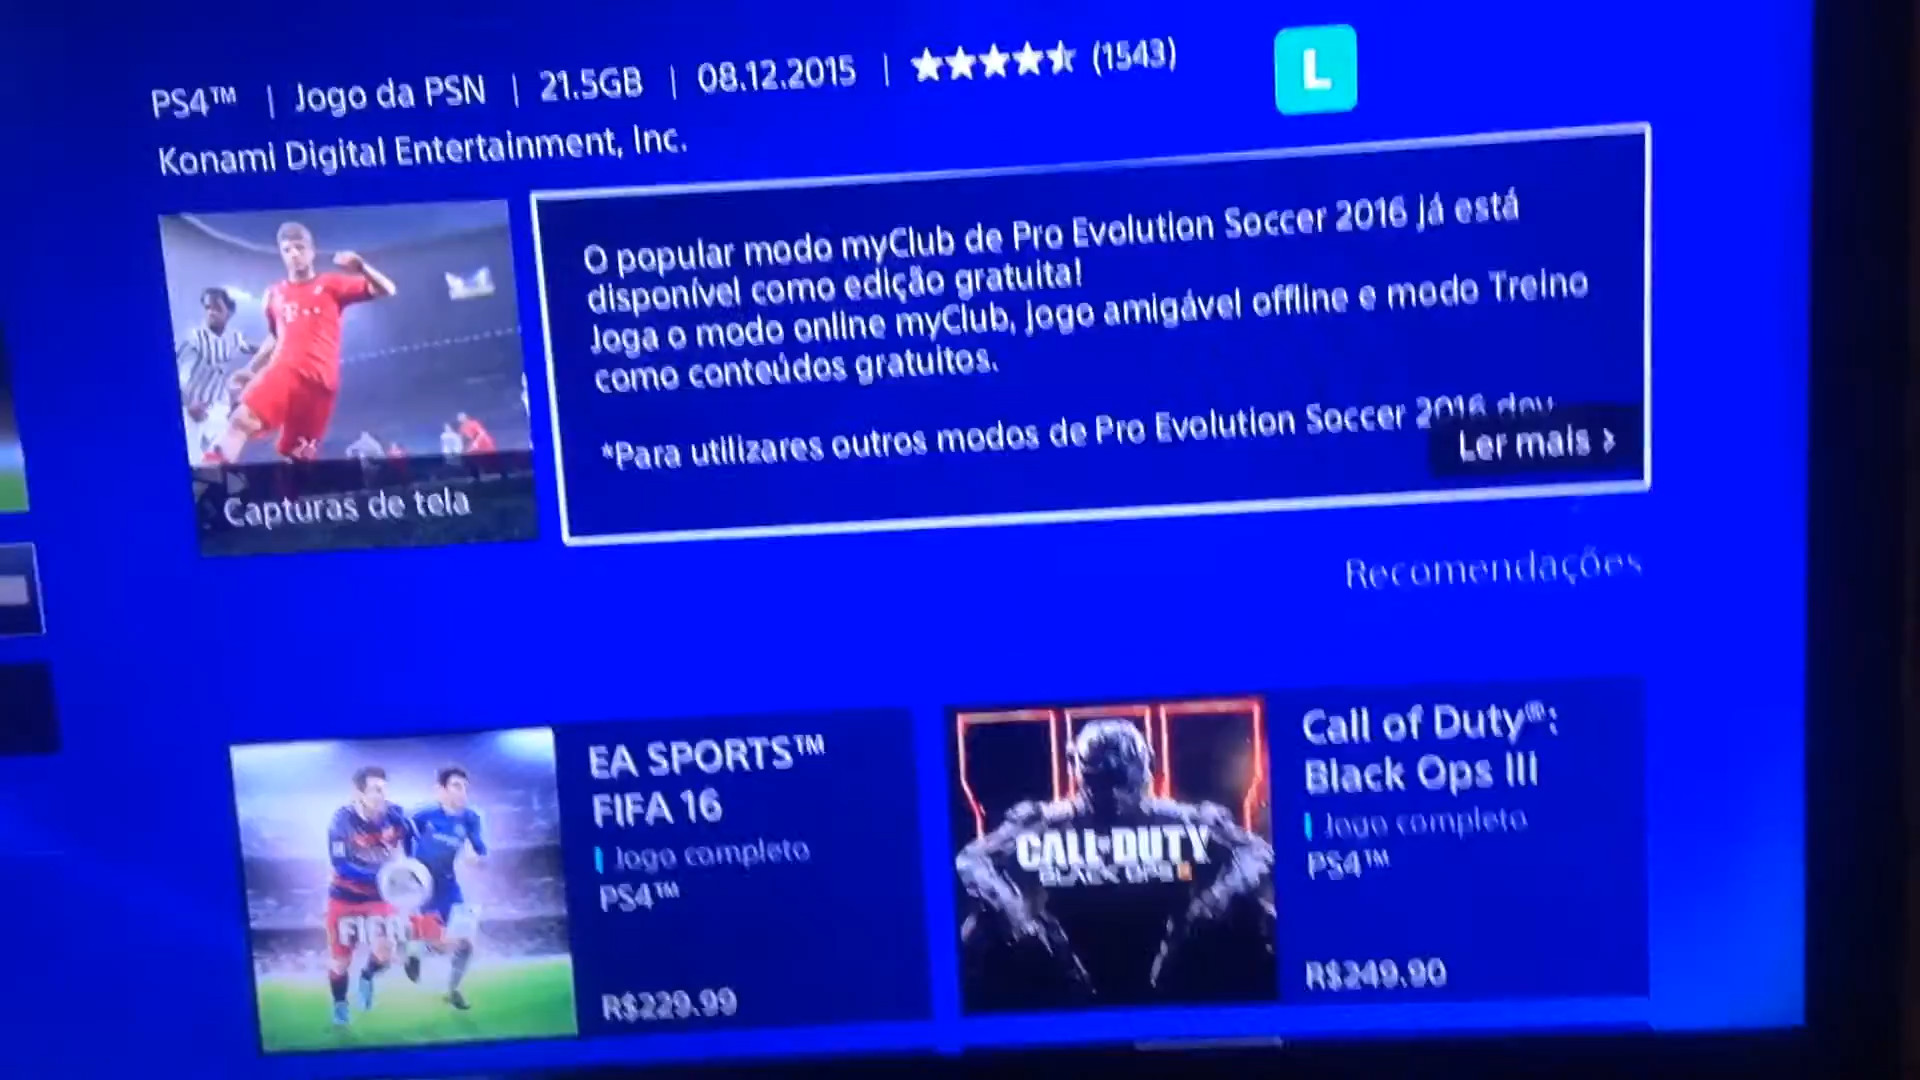 PS4™ | Jogo da PSN | 21.5GB | 08.12.2015 | (1543) L
Konami Digital Entertainment, Inc.
O popular modo myClub de Pro Evolution Soccer 2016 já está
disponível como edição gratuita!
Joga o modo online myClub, jogo amigável offline e modo Treino
como conteúdos gratuitos.
*Para utilizares outros modos de Pro Evolution Soccer 2016
Ler mais
Capturas de tela
Recomendações
EA SPORTS™
FIFA 16
Jogo completo
PS4™
R$229.99
FIFA
Call of Duty®:
Black Ops III
Jogo completo
PS4™
R$249.90
CALL OF DUTY
BLACK OPS